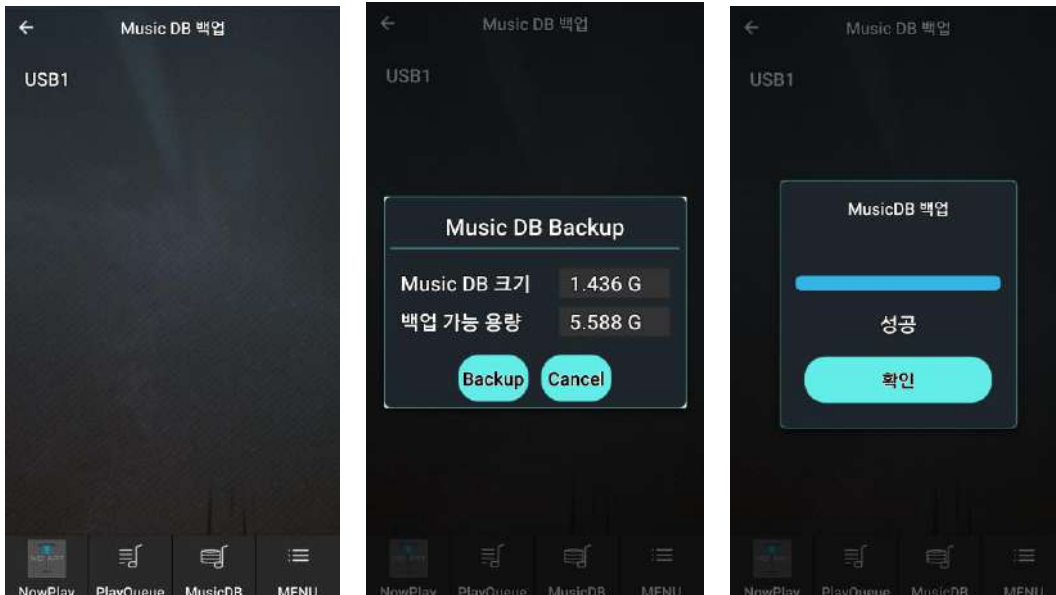 Music DB 백업
USB1
NowPlay
PlayQueue
MusicDB
MENU
Music DB 백업
USB1
Music DB Backup
Music DB 크기 1.436 G
백업 가능 용량 5.588 G
Backup Cancel
NowPlay
PlayQueue
MusicDB
MENU
Music DB 백업
USB1
MusicDB 백업
성공
확인
NowPlay
PlayQueue
MusicDB
MENU